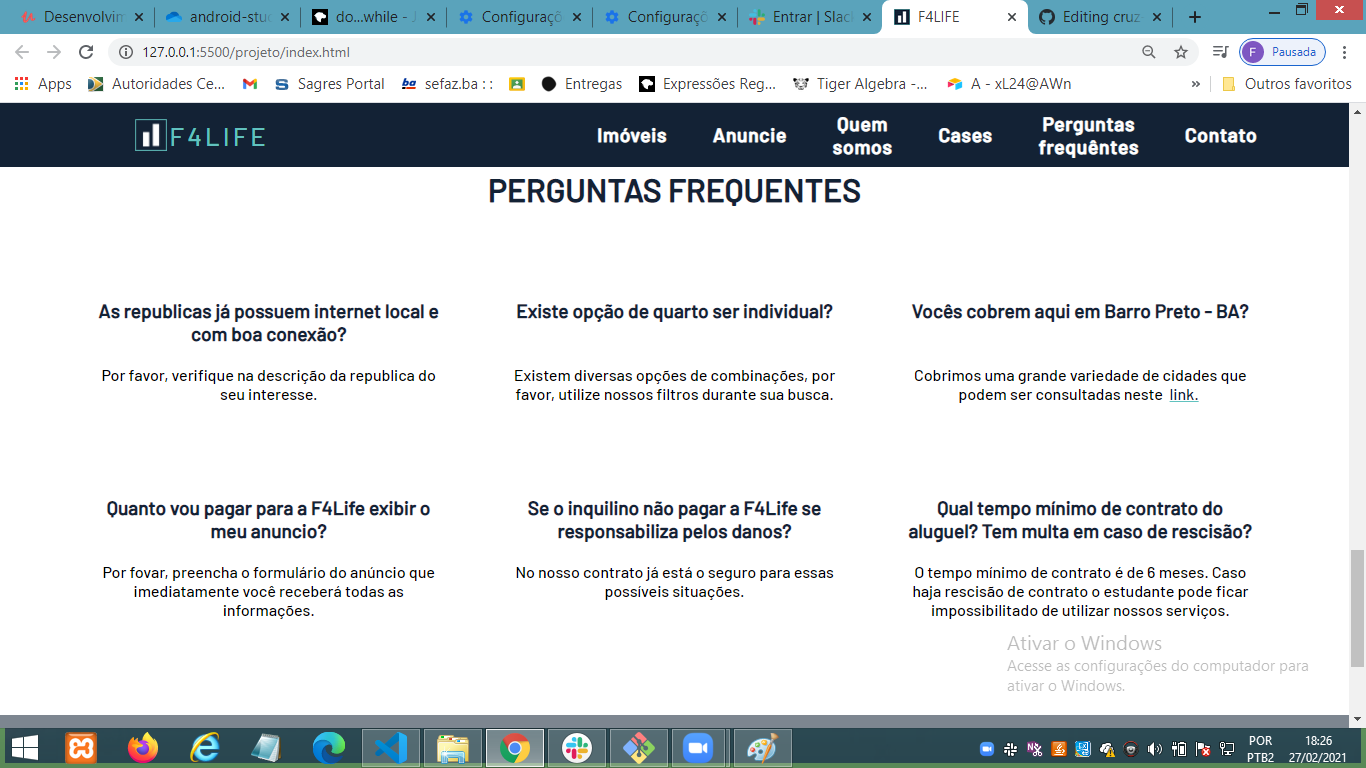 Desenvolvim
android-stud
do...while - J
Configuraçõ
Configuraçõ
Entrar | Slac
F4LIFE
Editing cruz
127.0.0.1:5500/projeto/index.html
F Pausada
Apps
Autoridades Ce...
Sagres Portal
ba sefaz.ba : :
Entregas
Expressões Reg...
Tiger Algebra -...
A - xL24@AWn
»
Outros favoritos
F4LIFE
Imóveis
Anuncie
Quem
somos
Cases
Perguntas
frequêntes
Contato
PERGUNTAS FREQUENTES
As republicas já possuem internet local e
com boa conexão?
Por favor, verifique na descrição da republica do
seu interesse.
Existe opção de quarto ser individual?
Existem diversas opções de combinações, por
favor, utilize nossos filtros durante sua busca.
Vocês cobrem aqui em Barro Preto - BA?
Cobrimos uma grande variedade de cidades que
podem ser consultadas neste link.
Quanto vou pagar para a F4Life exibir o
meu anuncio?
Por fovar, preencha o formulário do anúncio que
imediatamente você receberá todas as
informações.
Se o inquilino não pagar a F4Life se
responsabiliza pelos danos?
No nosso contrato já está o seguro para essas
possíveis situações.
Qual tempo mínimo de contrato do
aluguel? Tem multa em caso de rescisão?
O tempo mínimo de contrato é de 6 meses. Caso
haja rescisão de contrato o estudante pode ficar
impossibilitado de utilizar nossos serviços.
Ativar o Windows
Acesse as configurações do computador para
ativar o Windows.
POR
PTB2
18:26
27/02/2021